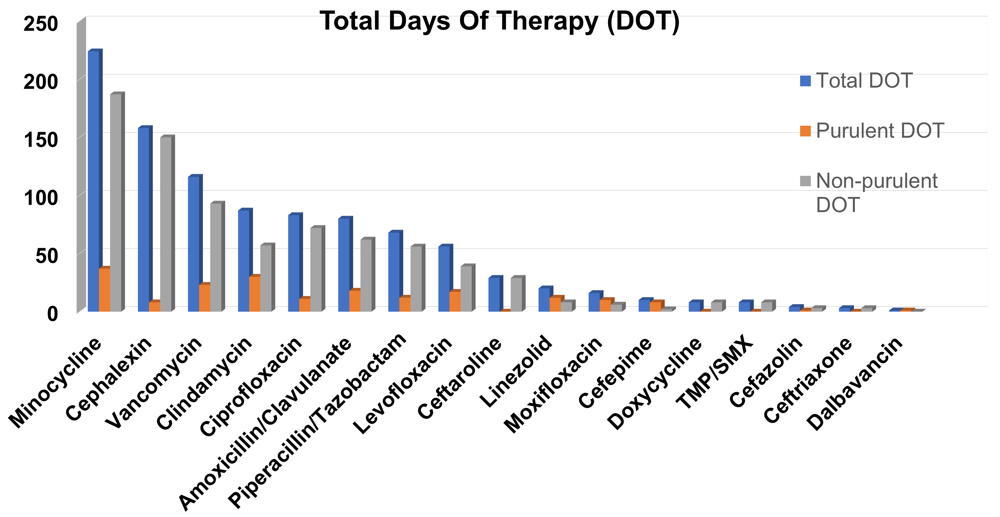 Total Days Of Therapy (DOT)
250
200
150
100
50
0
Total DOT
Purulent DOT
Non-purulent
DOT
Minocycline
Cephalexin
Vancomycin
Clindamycin
Ciprofloxacin
Amoxicillin/Clavulanate
Piperacillin/Tazobactam
Levofloxacin
Ceftaroline
Linezolid
Moxifloxacin
Cefepime
Doxycycline
TMP/SMX
Cefazolin
Ceftriaxone
Dalbavancin